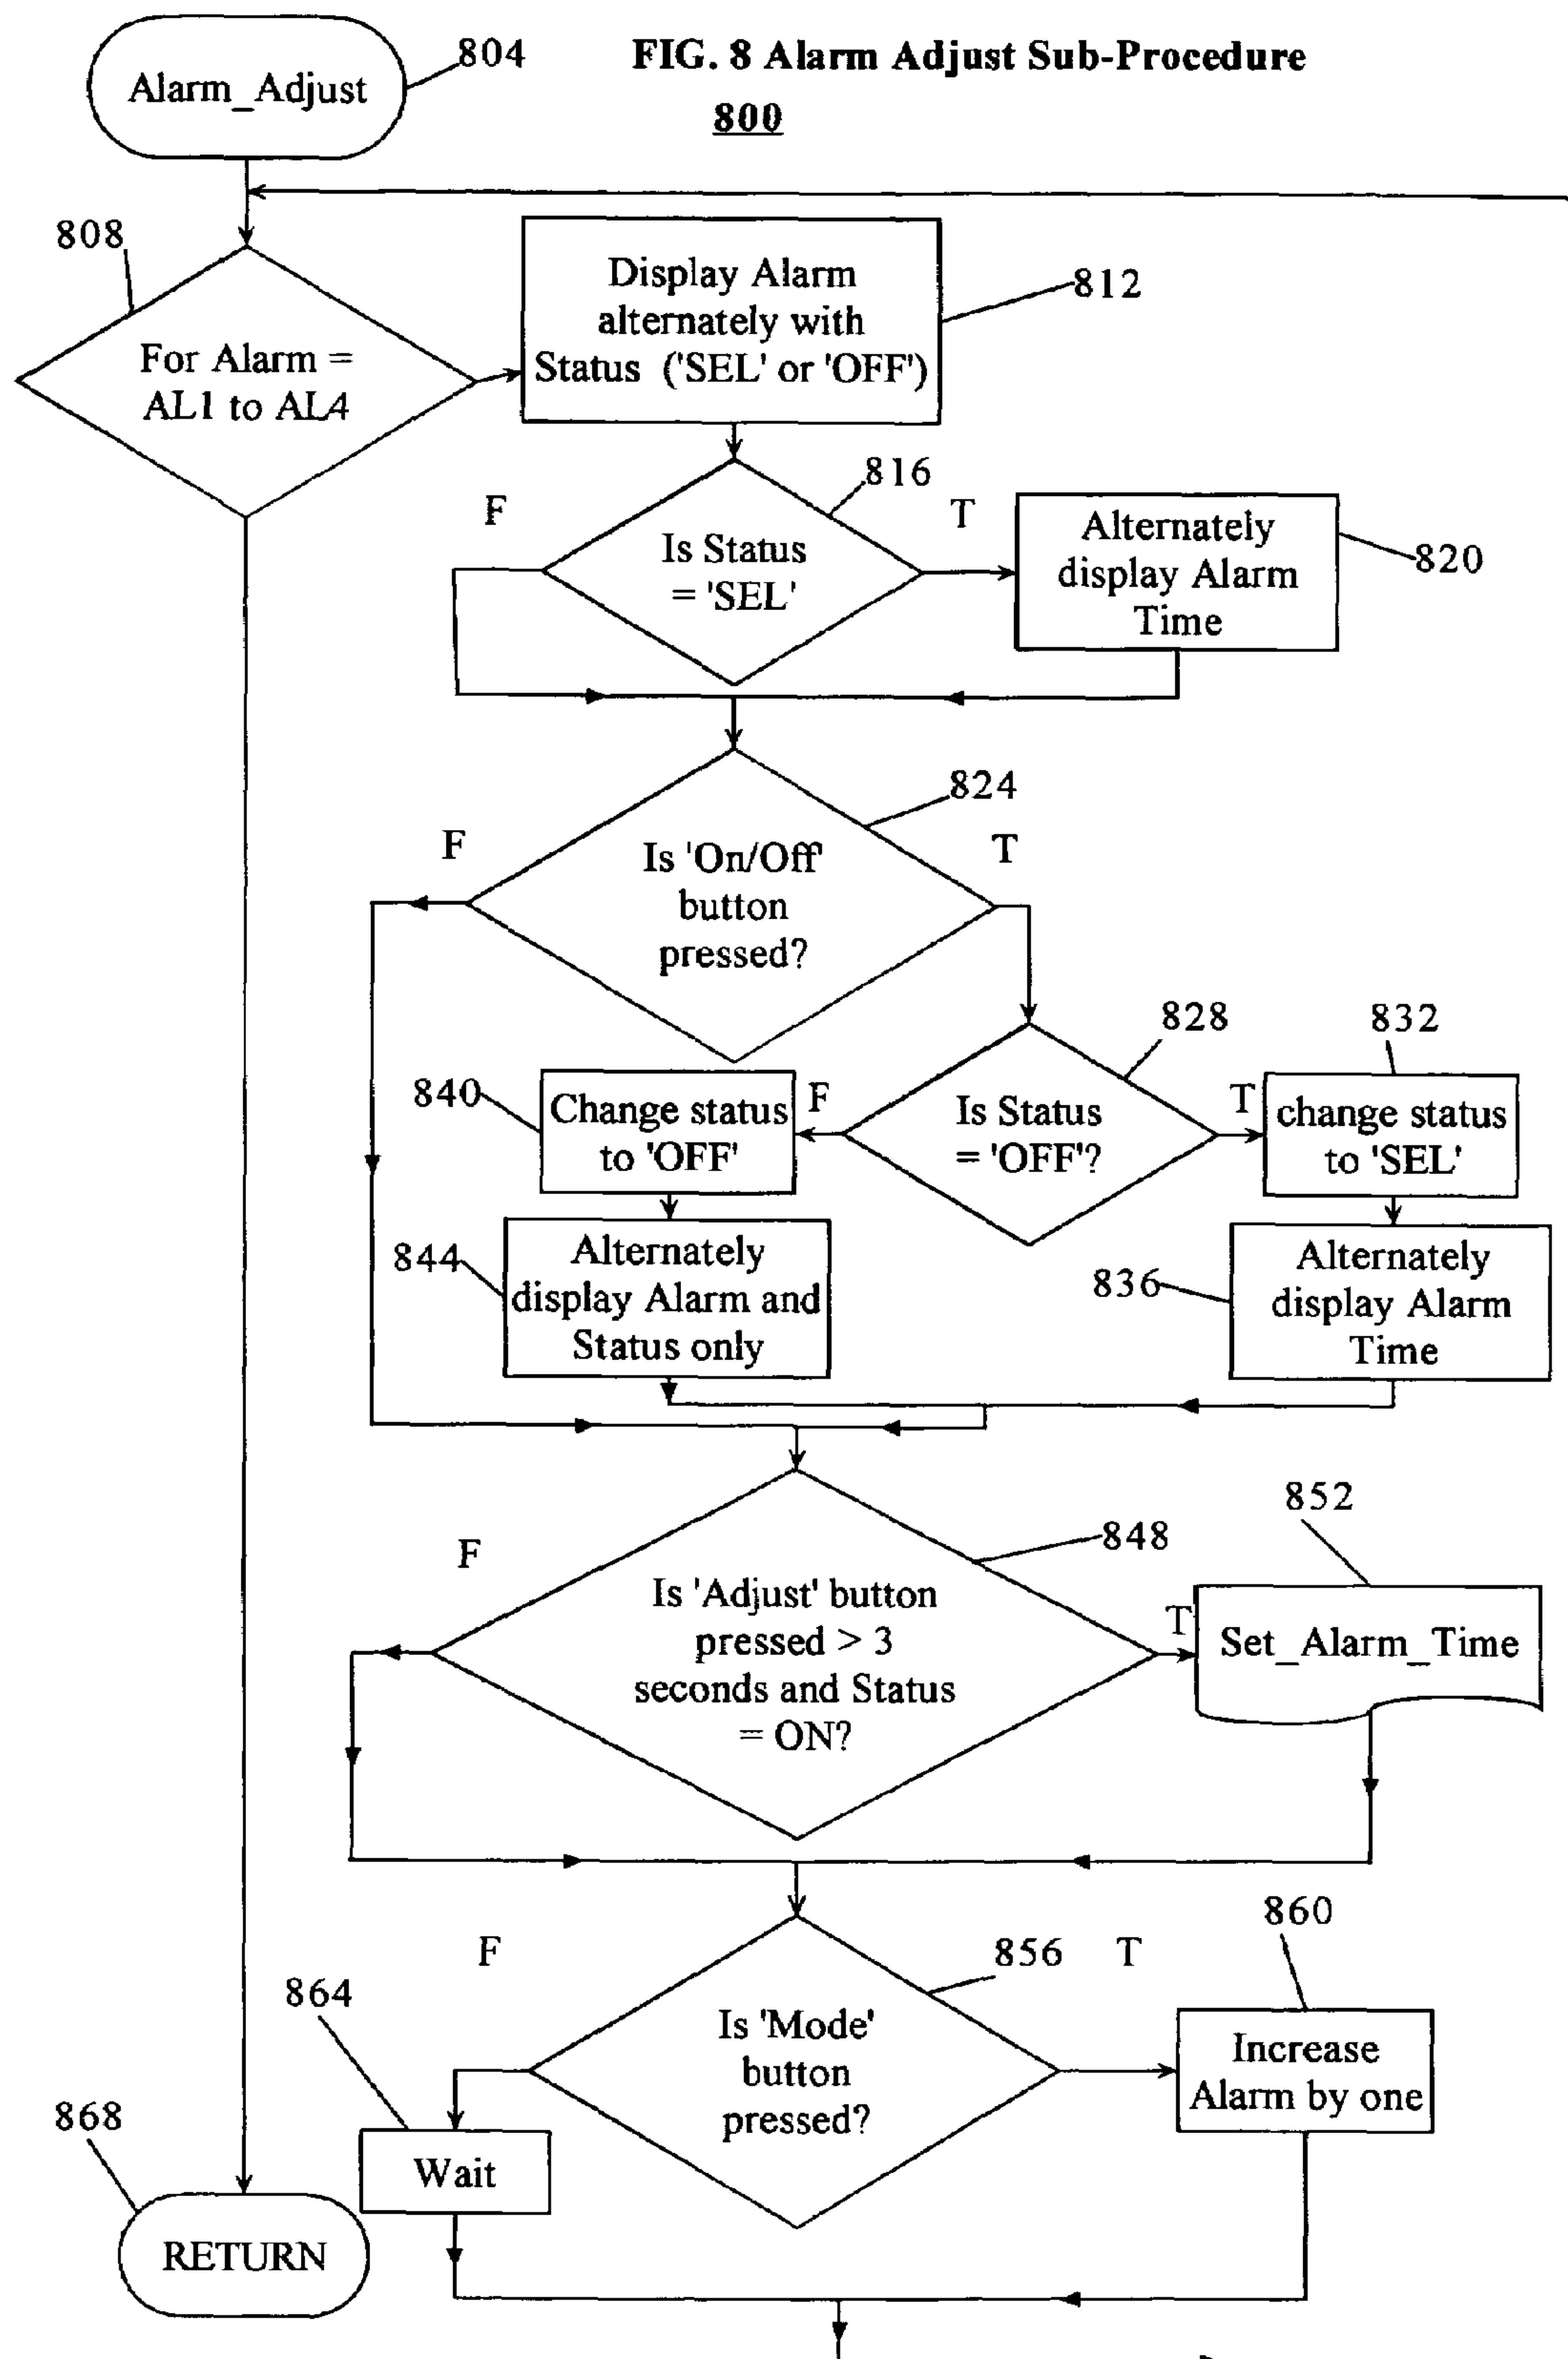 FIG. 8 Alarm Adjust Sub-Procedure
800
Alarm_Adjust
804
808
For Alarm =
AL1 to AL4
Display Alarm
alternately with
Status ('SEL' or 'OFF')
812
F
816
T
Is Status
= 'SEL'
Alternately
display Alarm
Time
820
824
F
T
Is 'On/Off'
button
pressed?
828
832
840
Change status
to 'OFF'
F
Is Status
= 'OFF'?
T
change status
to 'SEL'
844
Alternately
display Alarm and
Status only
836
Alternately
display Alarm
Time
852
F
848
Is 'Adjust' button
pressed > 3
seconds and Status
= ON?
T
Set_Alarm_Time
860
F
856
T
864
Is 'Mode'
button
pressed?
Increase
Alarm by one
868
Wait
RETURN